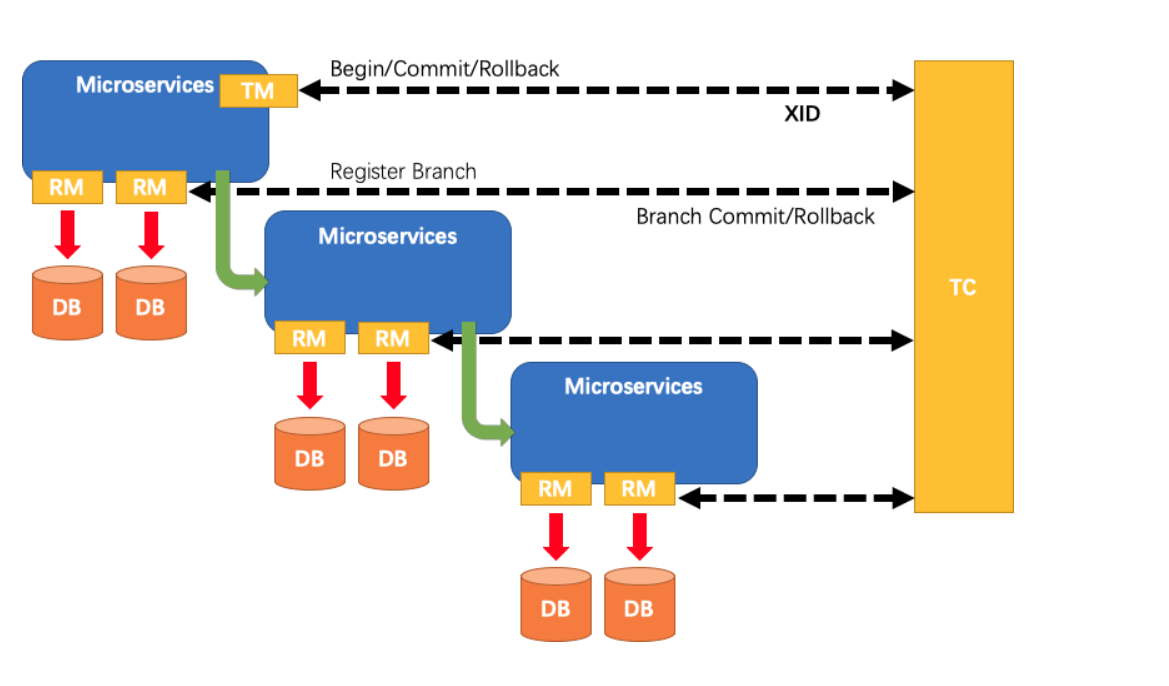 Begin/Commit/Rollback
Microservices
TM
XID
Register Branch
RM
RM
Branch Commit/Rollback
Microservices
TC
DB
DB
RM
RM
Microservices
DB
DB
RM
RM
DB
DB